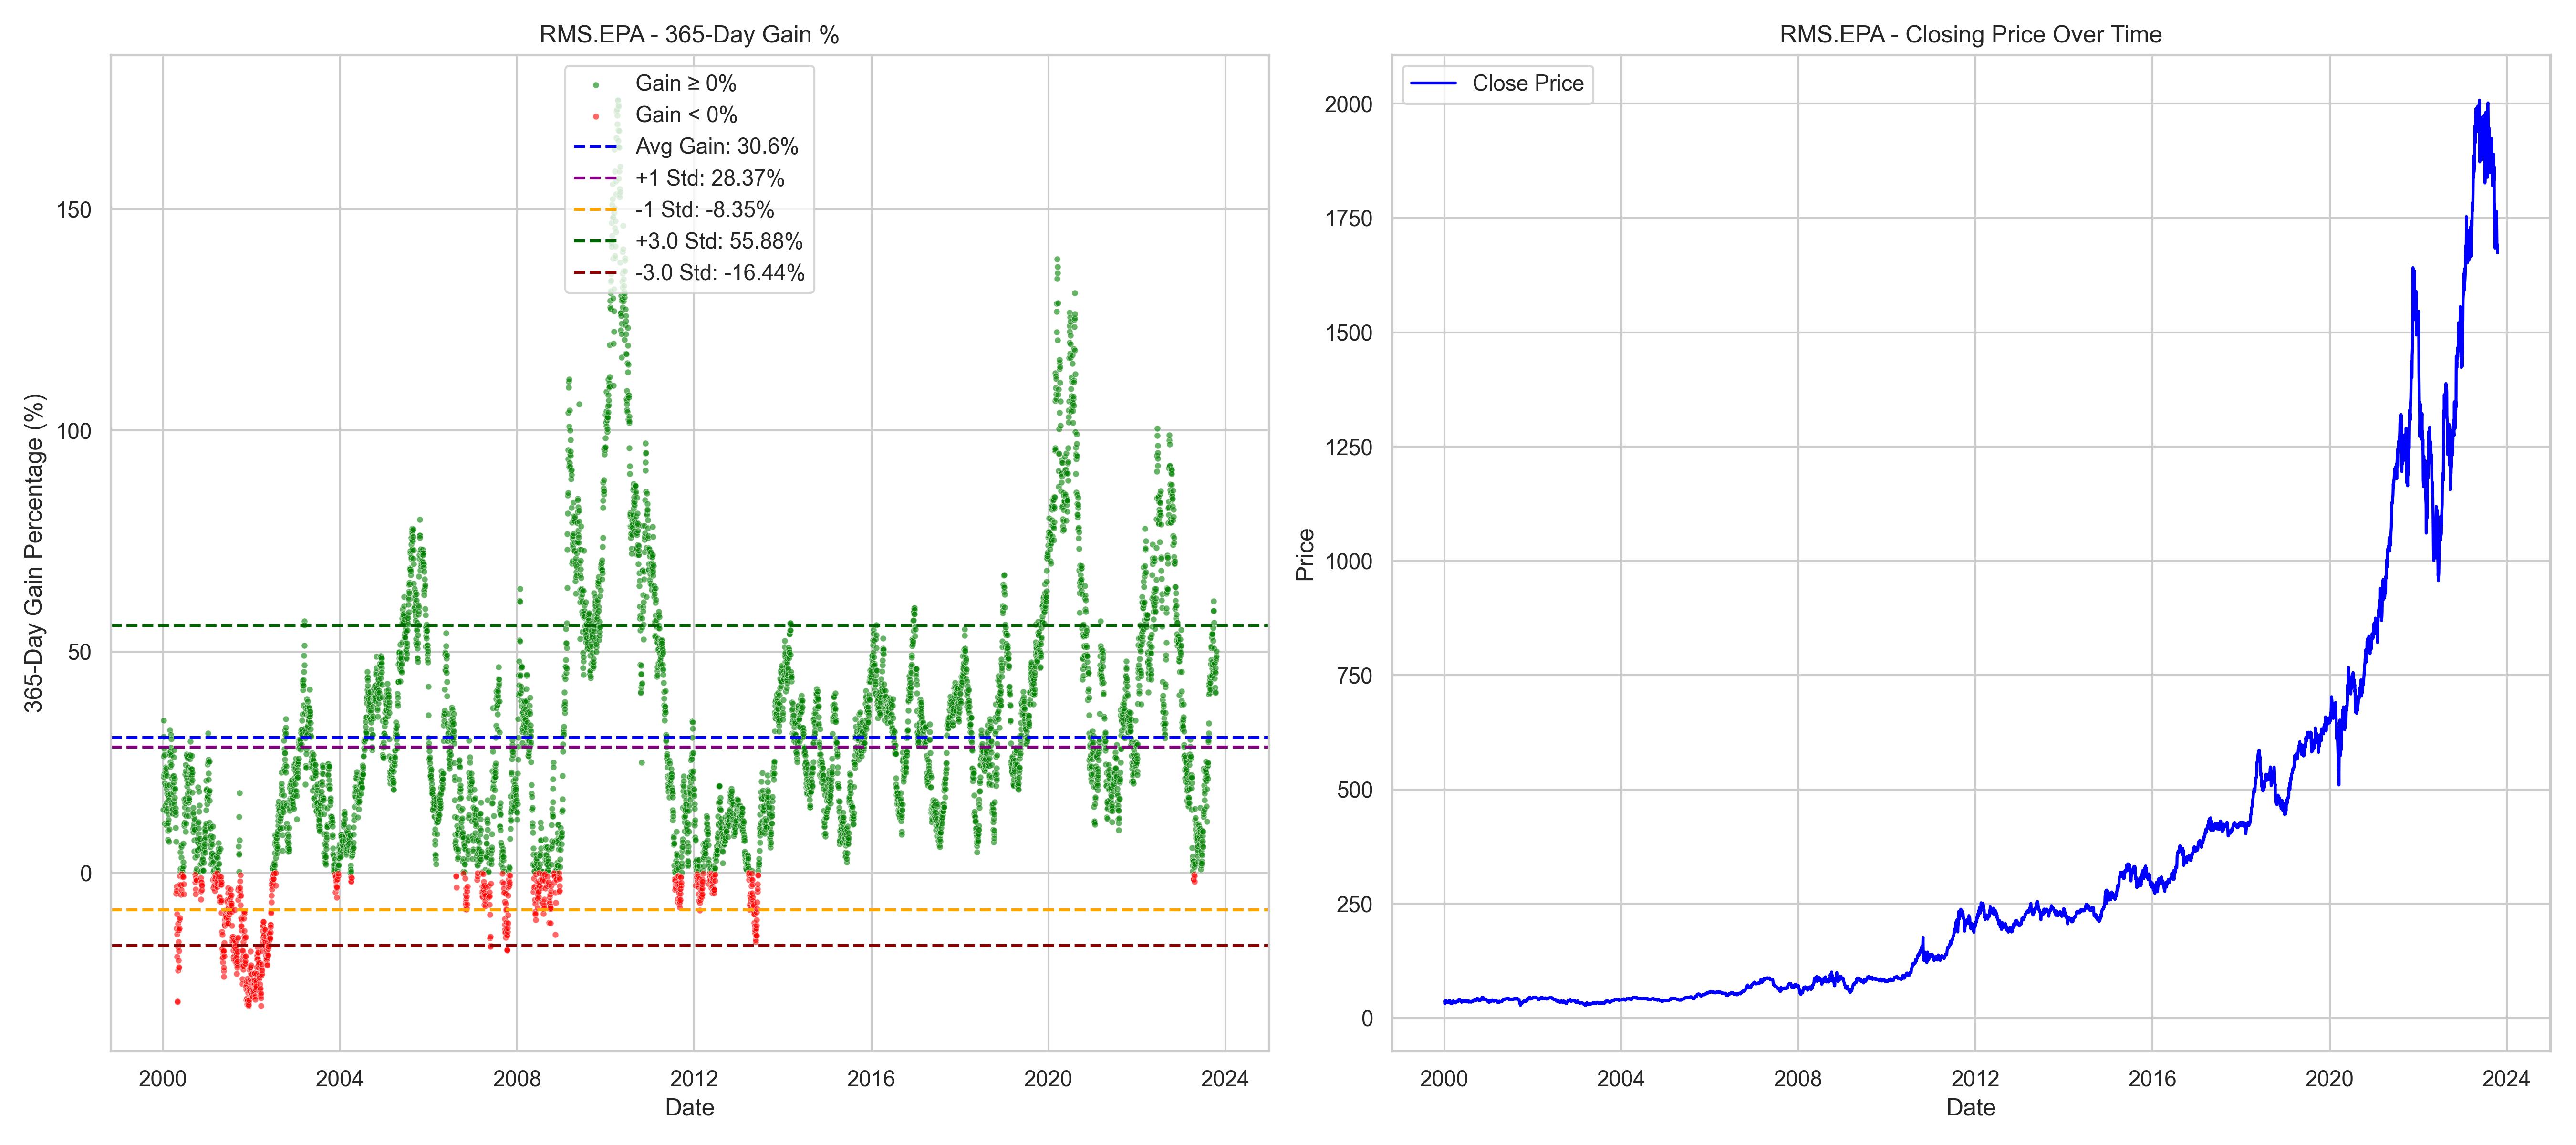 RMS.EPA - 365-Day Gain %
Gain ≥ 0%
Gain < 0%
Avg Gain: 30.6%
+1 Std: 28.37%
-1 Std: -8.35%
+3.0 Std: 55.88%
-3.0 Std: -16.44%
365-Day Gain Percentage (%)
150
100
50
0
2000 2004 2008 2012 2016 2020 2024
Date
RMS.EPA - Closing Price Over Time
Close Price
Price
2000
1750
1500
1250
1000
750
500
250
0
2000 2004 2008 2012 2016 2020 2024
Date